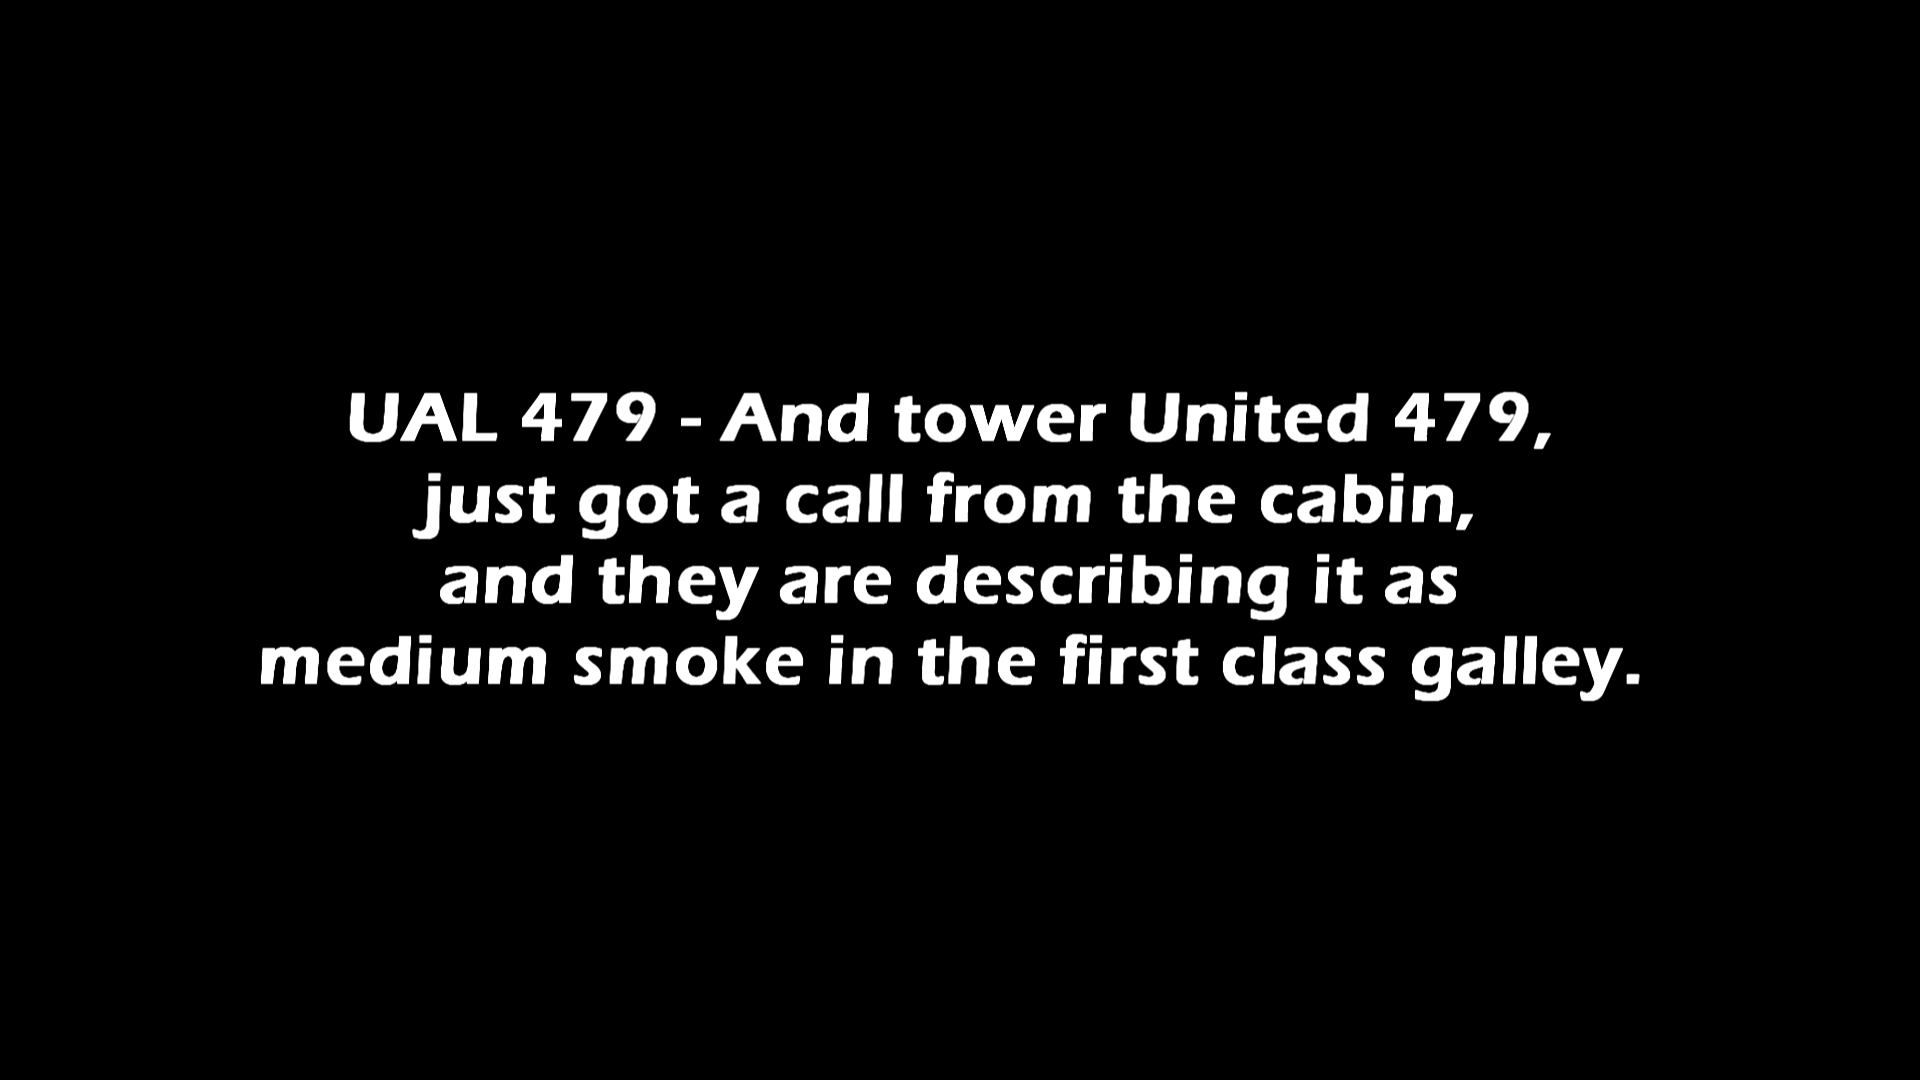 UAL 479 - And tower United 479,
just got a call from the cabin,
and they are describing it as
medium smoke in the first class galley.